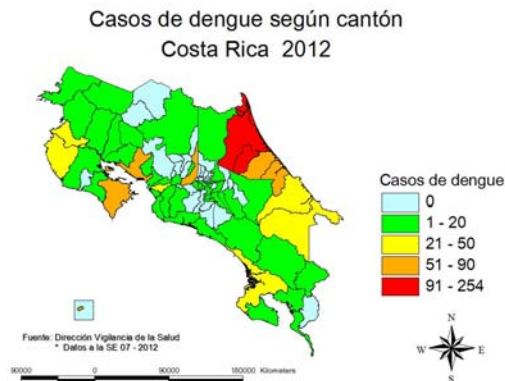 Casos de dengue según cantón
Costa Rica 2012
Casos de dengue
0
1 - 20
21 - 50
51 - 90
91 - 254
Fuente: Dirección Vigilancia de la Salud
* Datos a la SE 07 - 2012
N
W E
S
90000 0 90000 180000 Kilometers